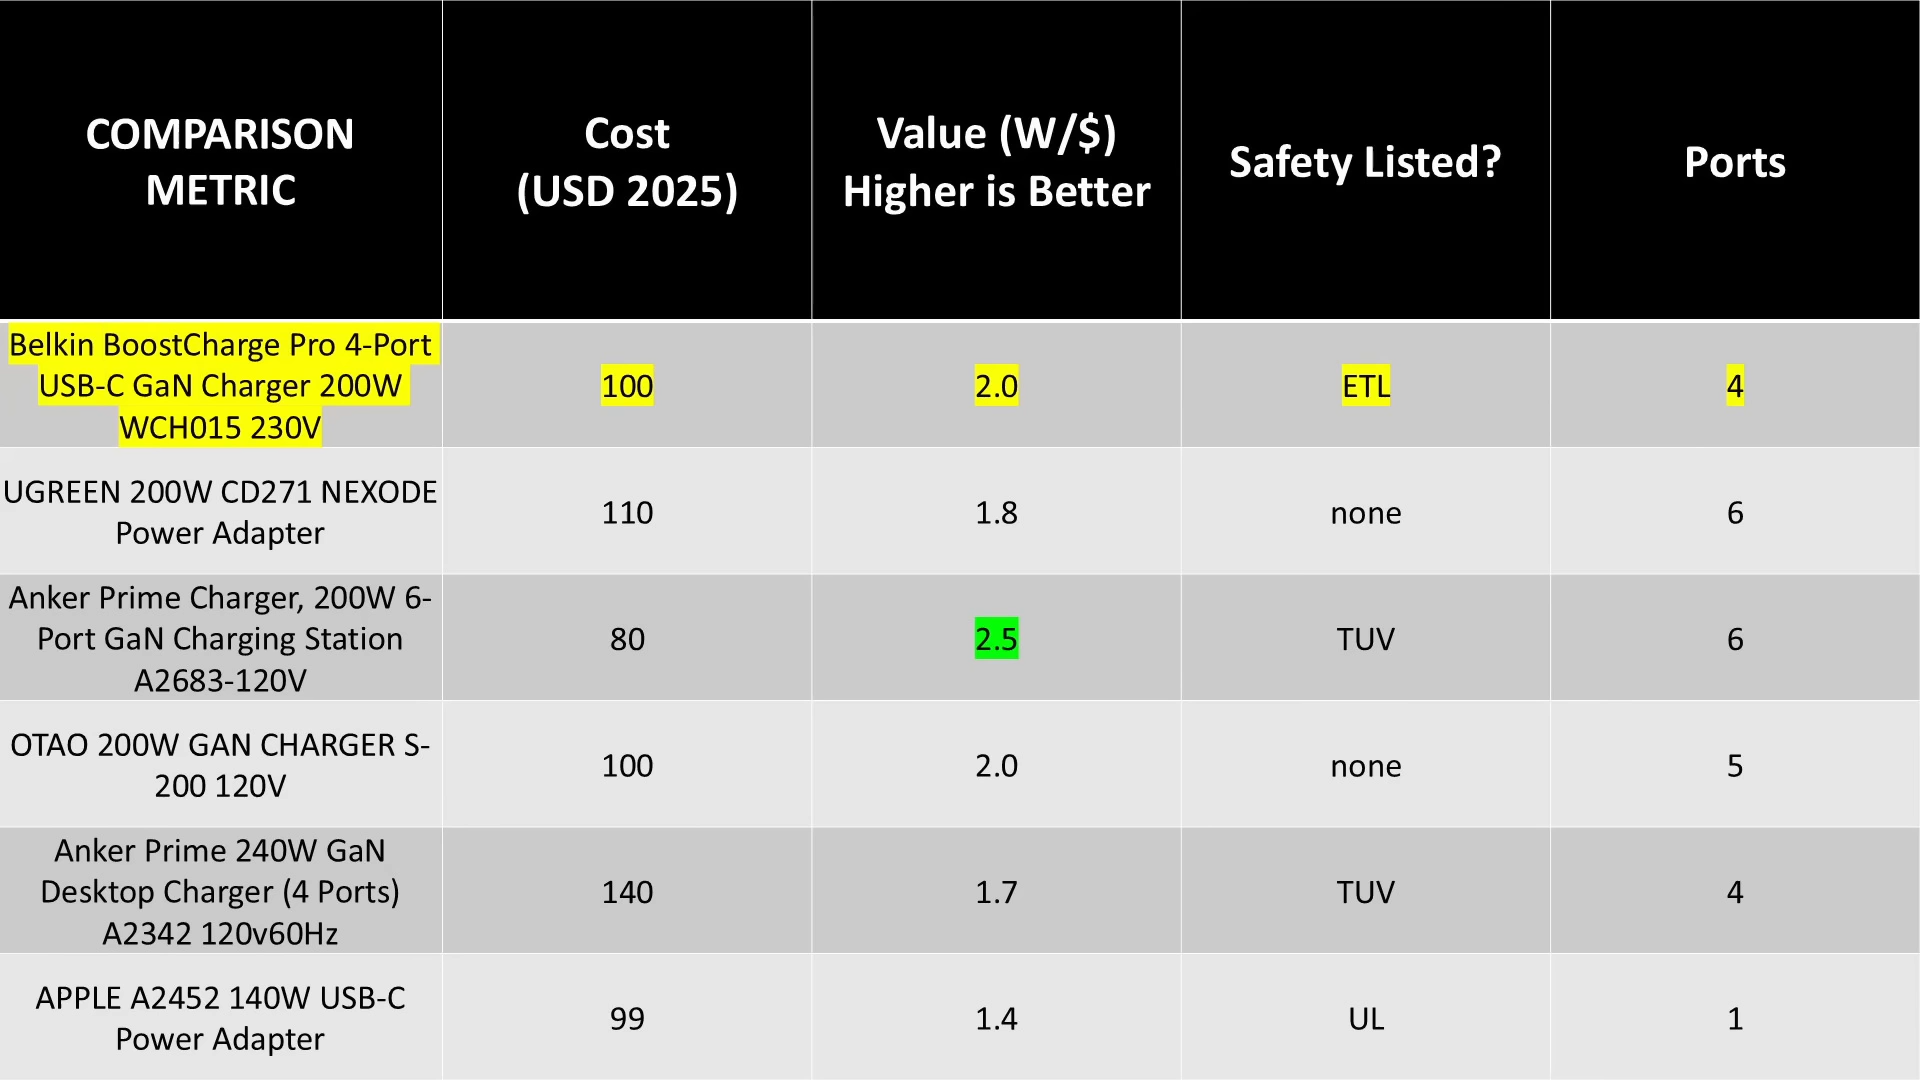 COMPARISON
METRIC
Cost
(USD 2025)
Value (W/$)
Higher is Better
Safety Listed?
Ports
Belkin BoostCharge Pro 4-Port
USB-C GaN Charger 200W
WCH015 230V
100
2.0
ETL
4
UGREEN 200W CD271 NEXODE
Power Adapter
110
1.8
none
6
Anker Prime Charger, 200W 6-
Port GaN Charging Station
A2683-120V
80
2.5
TUV
6
OTAO 200W GAN CHARGER S-
200 120V
100
2.0
none
5
Anker Prime 240W GaN
Desktop Charger (4 Ports)
A2342 120v60Hz
140
1.7
TUV
4
APPLE A2452 140W USB-C
Power Adapter
99
1.4
UL
1